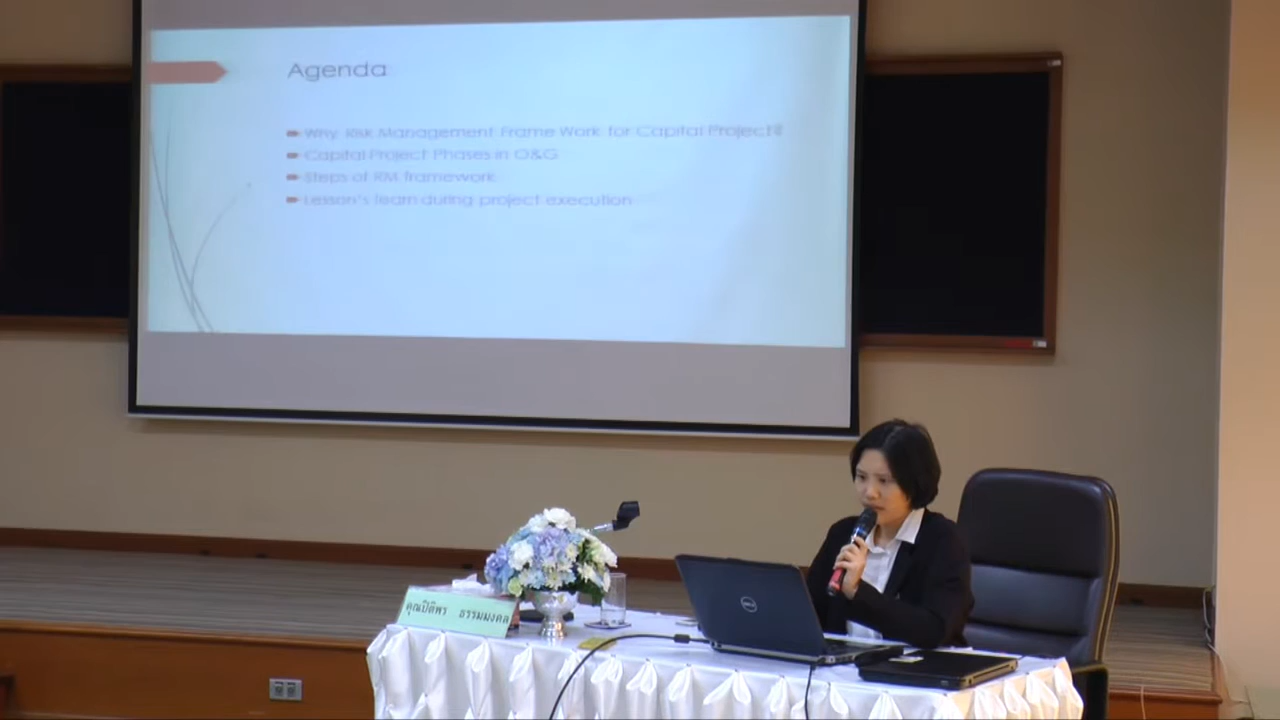 Agenda
Why Risk Management Frame Work for Capital Project?
Capital Project Phases in O&G
Steps of RM framework
Lesson's learn during project execution
คุณปิติพร ธรรมมงคล
DELL